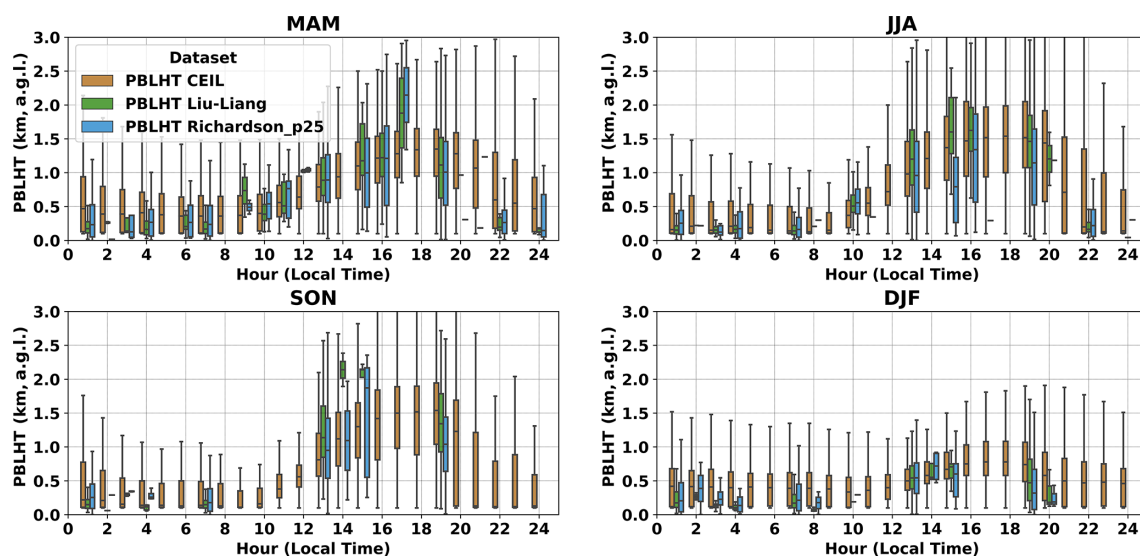 MAM
PBLHT (km, a.g.l.)
3.0
2.5
2.0
1.5
1.0
0.5
0.0
Dataset
PBLHT CEIL
PBLHT Liu-Liang
PBLHT Richardson_p25
0 2 4 6 8 10 12 14 16 18 20 22 24
Hour (Local Time)
JJA
PBLHT (km, a.g.l.)
3.0
2.5
2.0
1.5
1.0
0.5
0.0
0 2 4 6 8 10 12 14 16 18 20 22 24
Hour (Local Time)
SON
PBLHT (km, a.g.l.)
3.0
2.5
2.0
1.5
1.0
0.5
0.0
0 2 4 6 8 10 12 14 16 18 20 22 24
Hour (Local Time)
DJF
PBLHT (km, a.g.l.)
3.0
2.5
2.0
1.5
1.0
0.5
0.0
0 2 4 6 8 10 12 14 16 18 20 22 24
Hour (Local Time)